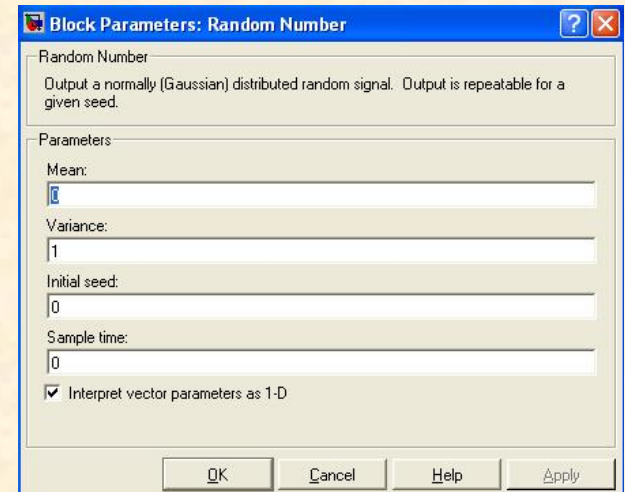 Block Parameters: Random Number
Random Number
Output a normally (Gaussian) distributed random signal. Output is repeatable for a
given seed.
Parameters
Mean:
0
Variance:
1
Initial seed:
0
Sample time:
0
Interpret vector parameters as 1-D
OK Cancel Help Apply